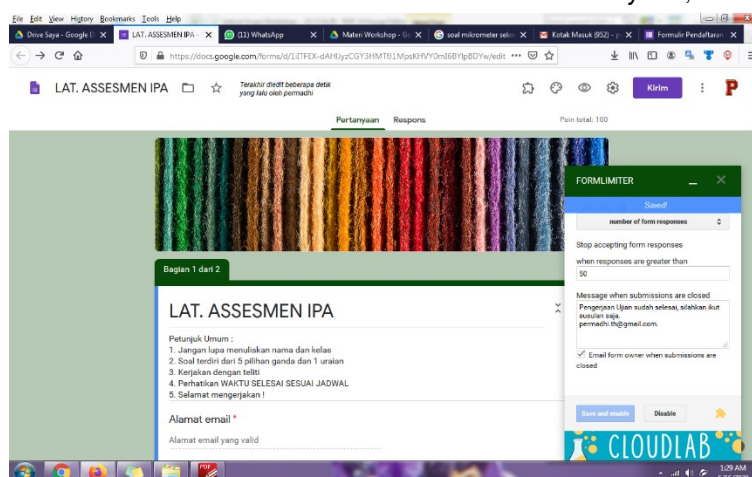 File Edit View History Bookmarks Tools Help
Drive Saya - Google D
LAT. ASSESMEN IPA -
(11) WhatsApp
Materi Workshop - Go
soal mikrometer sekru
Kotak Masuk (952) - p
Formulir Pendaftaran
https://docs.google.com/forms/d/
LAT. ASSESMEN IPA
Terakhir diedit beberapa detik
yang lalu oleh permadhi
Kirim
P
Pertanyaan Respons
Poin total: 100
FORMLIMITER
Saved!
number of form responses
Stop accepting form responses
when responses are greater than
50
Message when submissions are closed
Pengerjaan Ujian sudah selesai, silahkan ikut
susulan saja.
permadhi.th@gmail.com.
Email form owner when submissions are
closed
Save and enable
Disable
CLOUDLAB
Bagian 1 dari 2
LAT. ASSESMEN IPA
Petunjuk Umum :
1. Jangan lupa menuliskan nama dan kelas
2. Soal terdiri dari 5 pilihan ganda dan 1 uraian
3. Kerjakan dengan teliti
4. Perhatikan WAKTU SELESAI SESUAI JADWAL
5. Selamat mengerjakan !
Alamat email *
Alamat email yang valid
PDF
1:29 AM